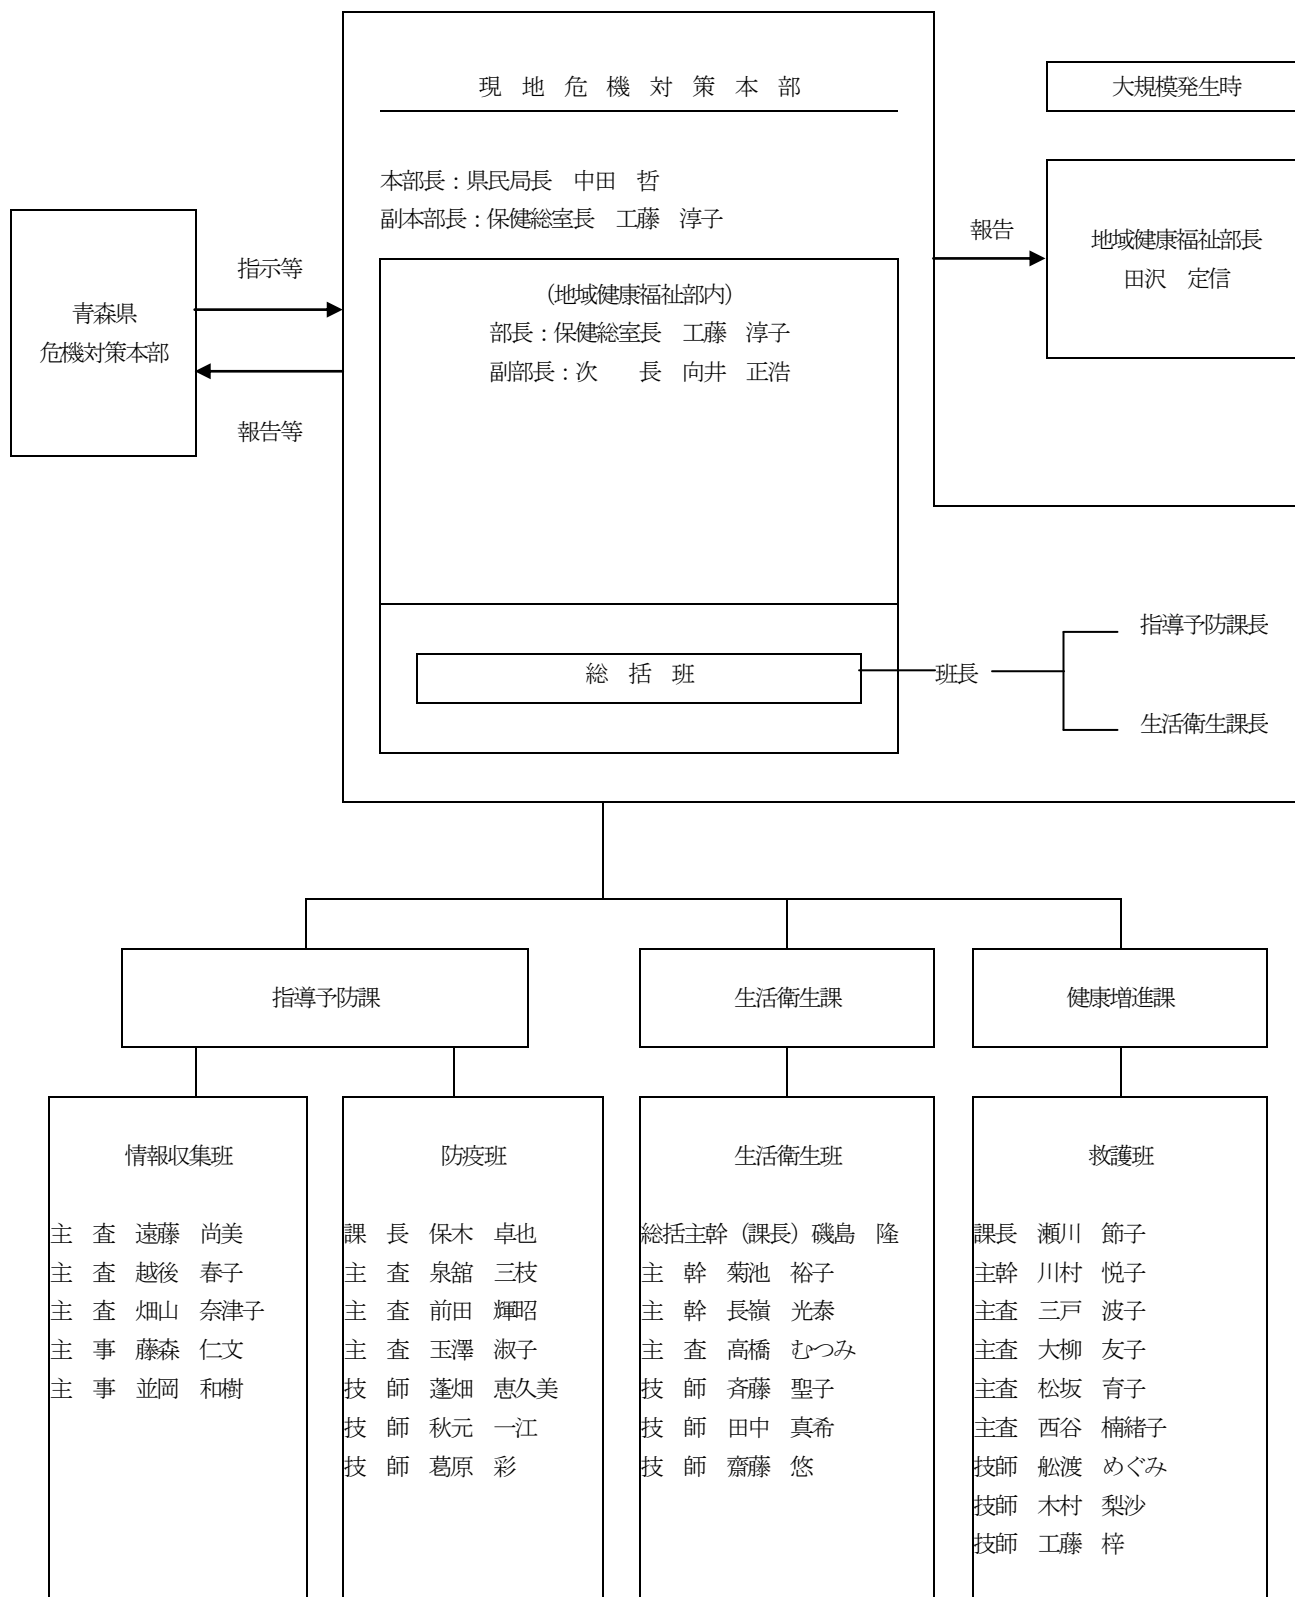 現　地　危　機　対　策　本　部
大規模発生時
本部長：県民局長　中田　哲
副本部長：保健総室長　工藤　淳子
報告
地域健康福祉部長
田沢　定信
指示等
青森県
危機対策本部
報告等
（地域健康福祉部内）
部長：保健総室長　工藤　淳子
副部長：次　　長　向井　正浩
総　括　班
班長
指導予防課長
生活衛生課長
指導予防課
生活衛生課
健康増進課
情報収集班
主　査　遠藤　尚美
主　査　越後　春子
主　査　畑山　奈津子
主　事　藤森　仁文
主　事　並岡　和樹
防疫班
課　長　保木　卓也
主　査　泉舘　三枝
主　査　前田　輝昭
主　査　玉澤　淑子
技　師　蓬畑　恵久美
技　師　秋元　一江
技　師　葛原　彩
生活衛生班
総括主幹（課長）磯島　隆
主　幹　菊池　裕子
主　幹　長嶺　光泰
主　査　高橋　むつみ
技　師　斉藤　聖子
技　師　田中　真希
技　師　齋藤　悠
救護班
課長　瀬川　節子
主幹　川村　悦子
主査　三戸　波子
主査　大柳　友子
主査　松坂　育子
主査　西谷　楠緒子
技師　舩渡　めぐみ
技師　木村　梨沙
技師　工藤　梓